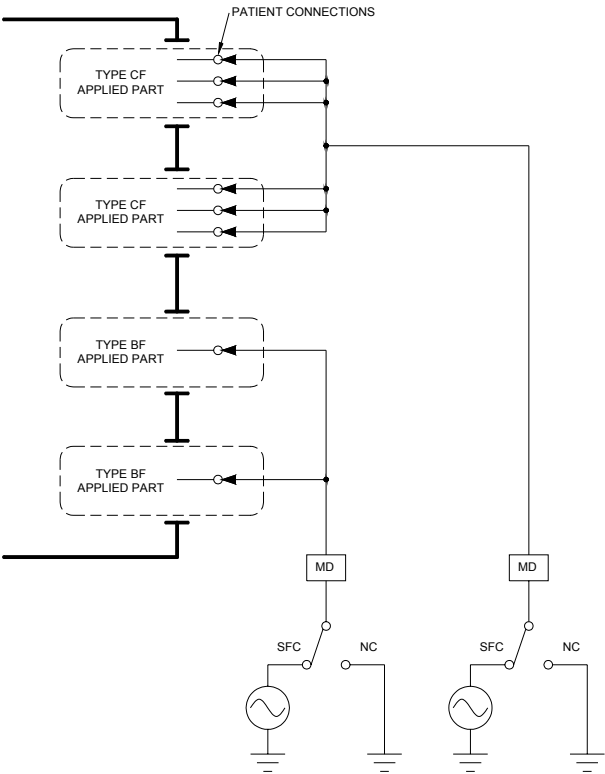 PATIENT CONNECTIONS
TYPE CF
APPLIED PART
TYPE CF
APPLIED PART
TYPE BF
APPLIED PART
TYPE BF
APPLIED PART
MD
MD
SFC
NC
SFC
NC